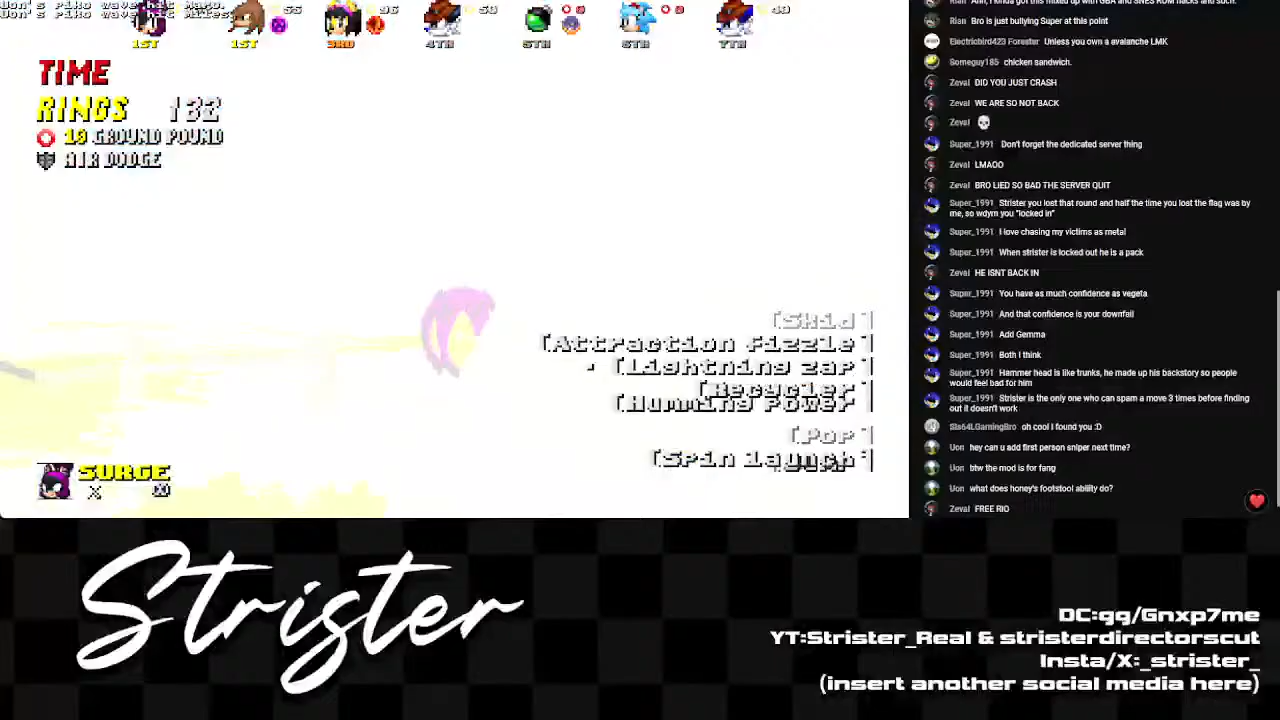 Uon's piko wave hit Miles.
1ST
1ST
3RD
4TH
5TH
6TH
7TH
TIME
RINGS 132
10 GROUND POUND
AIR DODGE
[Skid]
[Attraction Fizzle]
[Lightning zap]
[Recycler]
[Humming Power]
[Pop]
[Spin launch]
SURGE
X
Rian Bro is just bullying Super at this point
Electricbird423 Forester Unless you own a avalanche LMK
Someguy185 chicken sandwich.
Zeval DID YOU JUST CRASH
Zeval WE ARE SO NOT BACK
Zeval 💀
Super_1991 Don't forget the dedicated server thing
Zeval LMAOO
Zeval BRO LIED SO BAD THE SERVER QUIT
Super_1991 Strister you lost that round and half the time you lost the flag was by
me, so wdym you "locked in"
Super_1991 I love chasing my victims as metal
Super_1991 When strister is locked out he is a pack
Zeval HE ISNT BACK IN
Super_1991 You have as much confidence as vegeta
Super_1991 And that confidence is your downfall
Super_1991 Add Gemma
Super_1991 Both I think
Super_1991 Hammer head is like trunks, he made up his backstory so people
would feel bad for him
Super_1991 Strister is the only one who can spam a move 3 times before finding
out it doesn't work
Sls64LGamingBro oh cool I found you :D
Uon hey can u add first person sniper next time?
Uon btw the mod is for fang
Uon what does honey's footstool ability do?
Zeval FREE RIO
Strister
DC:gg/Gnxp7me
YT:Strister_Real & stristerdirectorscut
Insta/X:_strister_
(insert another social media here)